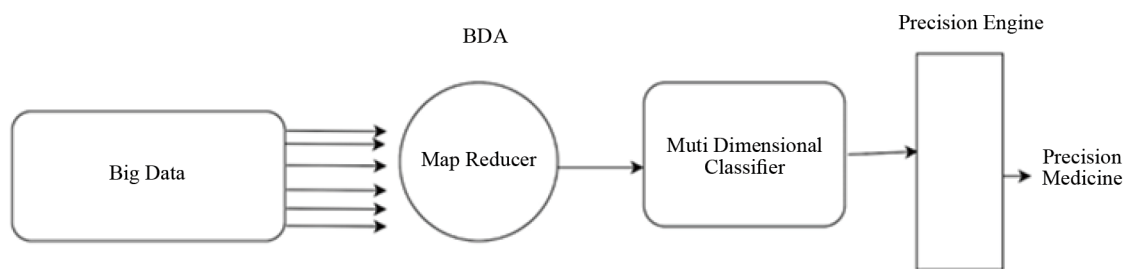 Precision Engine
BDA
Big Data
Map Reducer
Muti Dimensional
Classifier
Precision
Medicine